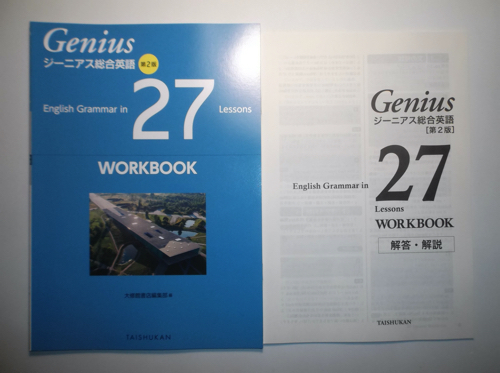 Genius
ジーニアス総合英語 第2版
English Grammar in 27 Lessons
WORKBOOK
大修館書店編集部 編
TAISHUKAN
Genius
ジーニアス総合英語
[第2版]
English Grammar in 27
Lessons
WORKBOOK
解答・解説
TAISHUKAN